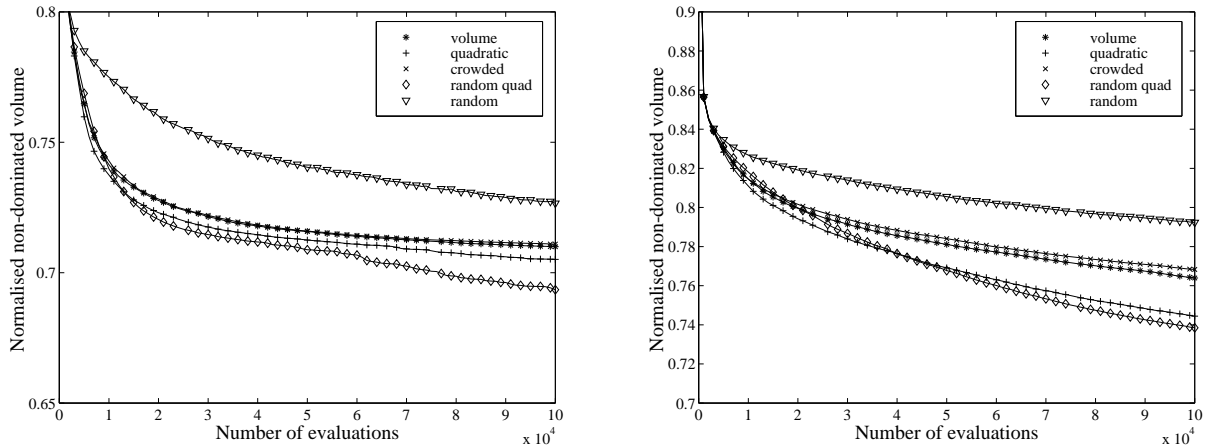 0.8
0.75
0.7
0.65
Normalised non-dominated volume
volume
quadratic
crowded
random quad
random
0 1 2 3 4 5 6 7 8 9 10
x 10^4
Number of evaluations
0.9
0.88
0.86
0.84
0.82
0.8
0.78
0.76
0.74
0.72
0.7
Normalised non-dominated volume
volume
quadratic
crowded
random quad
random
0 1 2 3 4 5 6 7 8 9 10
x 10^4
Number of evaluations